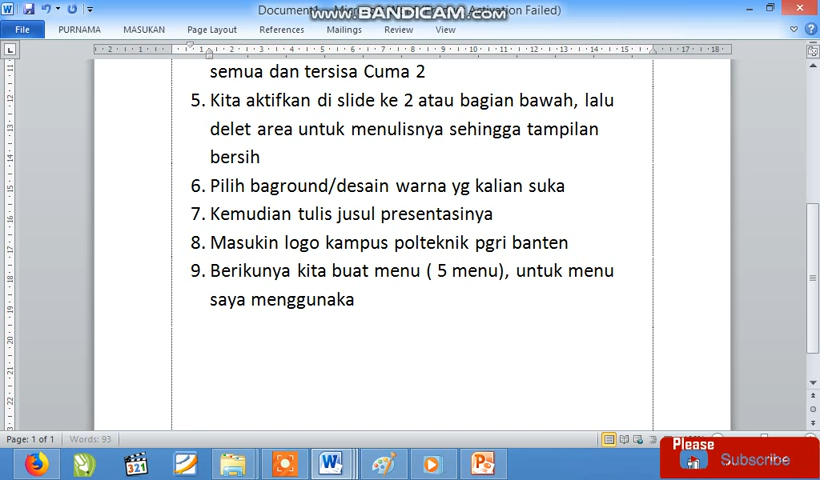 www.BANDICAM.com
Activation Failed)
File PURNAMA MASUKAN Page Layout References Mailings Review View
semua dan tersisa Cuma 2
5. Kita aktifkan di slide ke 2 atau bagian bawah, lalu
delet area untuk menulisnya sehingga tampilan
bersih
6. Pilih baground/desain warna yg kalian suka
7. Kemudian tulis jusul presentasinya
8. Masukin logo kampus polteknik pgri banten
9. Berikunya kita buat menu ( 5 menu), untuk menu
saya menggunaka
Page: 1 of 1 Words: 93
Please
Subscribe